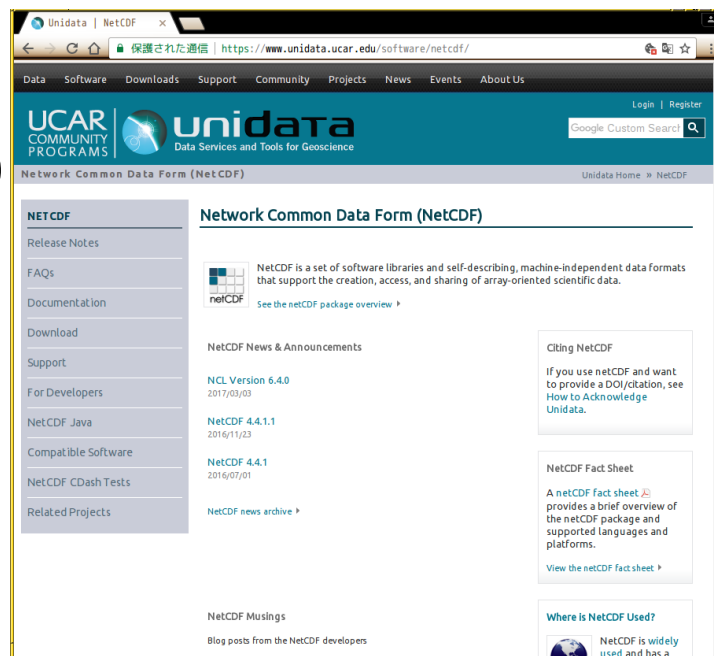 Unidata | NetCDF
保護された通信 | https://www.unidata.ucar.edu/software/netcdf/
Data Software Downloads Support Community Projects News Events About Us
Login | Register
UCAR
COMMUNITY
PROGRAMS
unidata
Data Services and Tools for Geoscience
Google Custom Search
Network Common Data Form (NetCDF)
Unidata Home » NetCDF
NETCDF
Release Notes
FAQs
Documentation
Download
Support
For Developers
NetCDF Java
Compatible Software
NetCDF CDash Tests
Related Projects
Network Common Data Form (NetCDF)
netCDF
NetCDF is a set of software libraries and self-describing, machine-independent data formats
that support the creation, access, and sharing of array-oriented scientific data.
See the netCDF package overview
NetCDF News & Announcements
NCL Version 6.4.0
2017/03/03
NetCDF 4.4.1.1
2016/11/23
NetCDF 4.4.1
2016/07/01
NetCDF news archive
Citing NetCDF
If you use netCDF and want
to provide a DOI/citation, see
How to Acknowledge
Unidata.
NetCDF Fact Sheet
A netCDF fact sheet
provides a brief overview of
the netCDF package and
supported languages and
platforms.
View the netCDF fact sheet
NetCDF Musings
Blog posts from the NetCDF developers
Where is NetCDF Used?
NetCDF is widely
used and has a